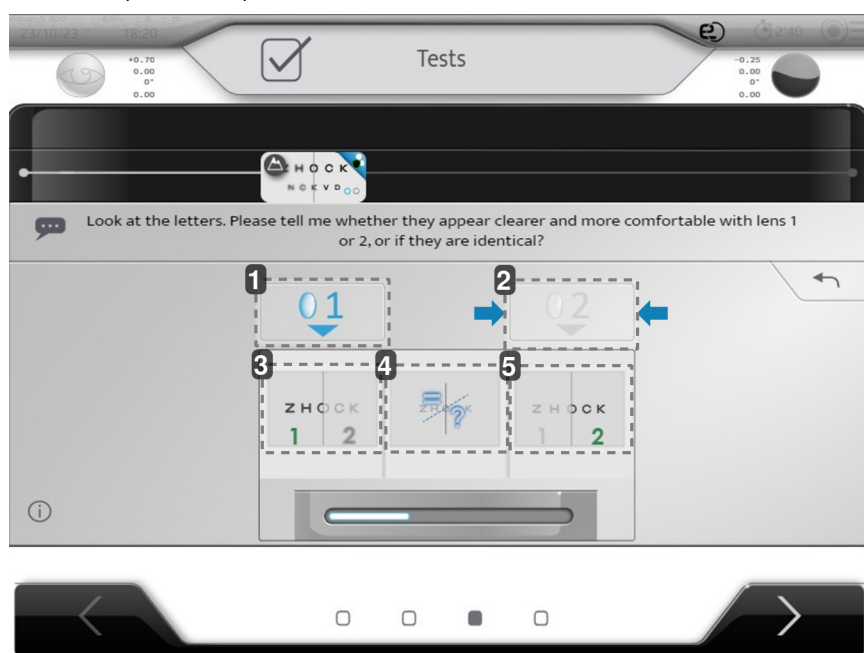 23/10/23 18:20
Tests
2'40
+0.70
0.00
0°
0.00
-0.25
0.00
0°
0.00
ZHOCK
NCKVD
Look at the letters. Please tell me whether they appear clearer and more comfortable with lens 1
or 2, or if they are identical?
1
2
01
02
3
4
5
ZHOCK
1 2
ZHOCK
?
ZHOCK
1 2